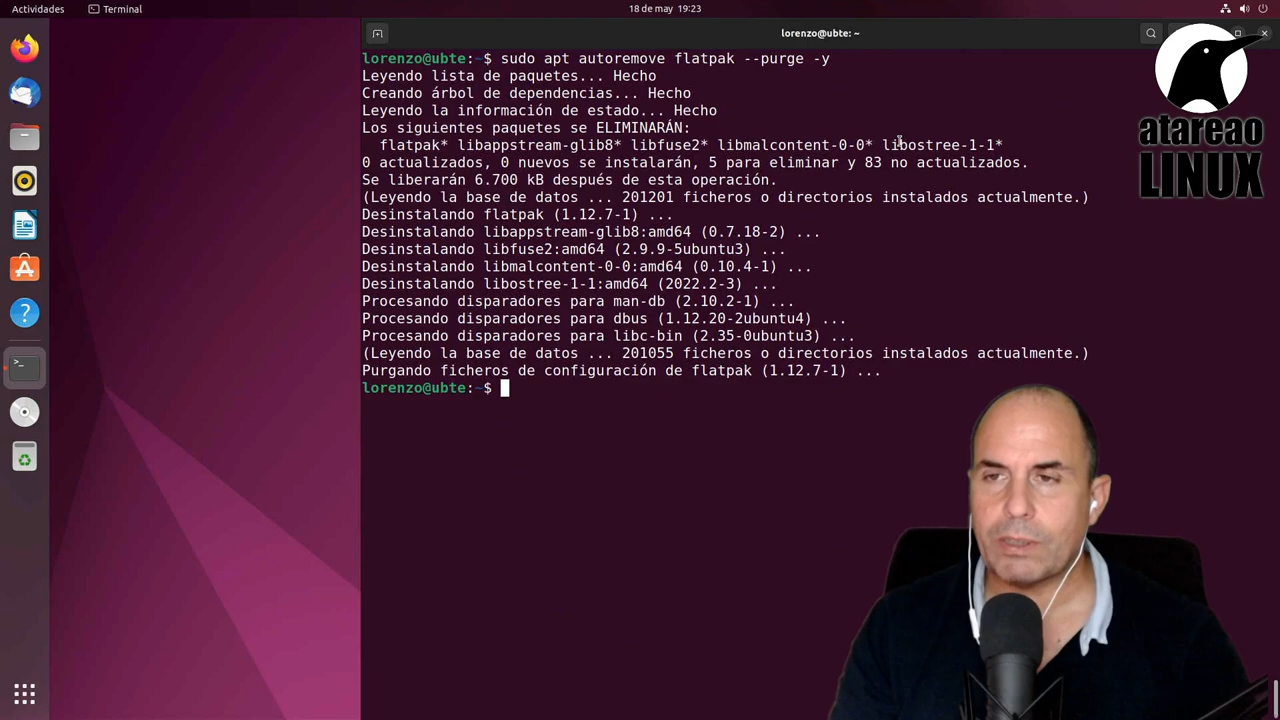 Actividades
Terminal
18 de may 19:23
lorenzo@ubte: ~
atareao
LINUX
lorenzo@ubte:~$ sudo apt autoremove flatpak --purge -y
Leyendo lista de paquetes... Hecho
Creando árbol de dependencias... Hecho
Leyendo la información de estado... Hecho
Los siguientes paquetes se ELIMINARÁN:
flatpak* libappstream-glib8* libfuse2* libmalcontent-0-0* libostree-1-1*
0 actualizados, 0 nuevos se instalarán, 5 para eliminar y 83 no actualizados.
Se liberarán 6.700 kB después de esta operación.
(Leyendo la base de datos ... 201201 ficheros o directorios instalados actualmente.)
Desinstalando flatpak (1.12.7-1) ...
Desinstalando libappstream-glib8:amd64 (0.7.18-2) ...
Desinstalando libfuse2:amd64 (2.9.9-5ubuntu3) ...
Desinstalando libmalcontent-0-0:amd64 (0.10.4-1) ...
Desinstalando libostree-1-1:amd64 (2022.2-3) ...
Procesando disparadores para man-db (2.10.2-1) ...
Procesando disparadores para dbus (1.12.20-2ubuntu4) ...
Procesando disparadores para libc-bin (2.35-0ubuntu3) ...
(Leyendo la base de datos ... 201055 ficheros o directorios instalados actualmente.)
Purgando ficheros de configuración de flatpak (1.12.7-1) ...
lorenzo@ubte:~$